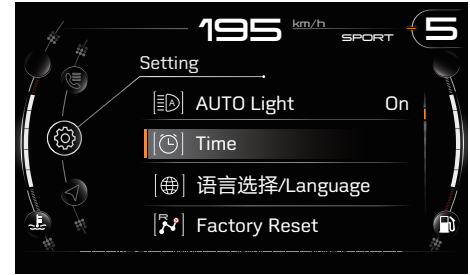 195 km/h SPORT 5
Setting
AUTO Light On
Time
语言选择/Language
Factory Reset